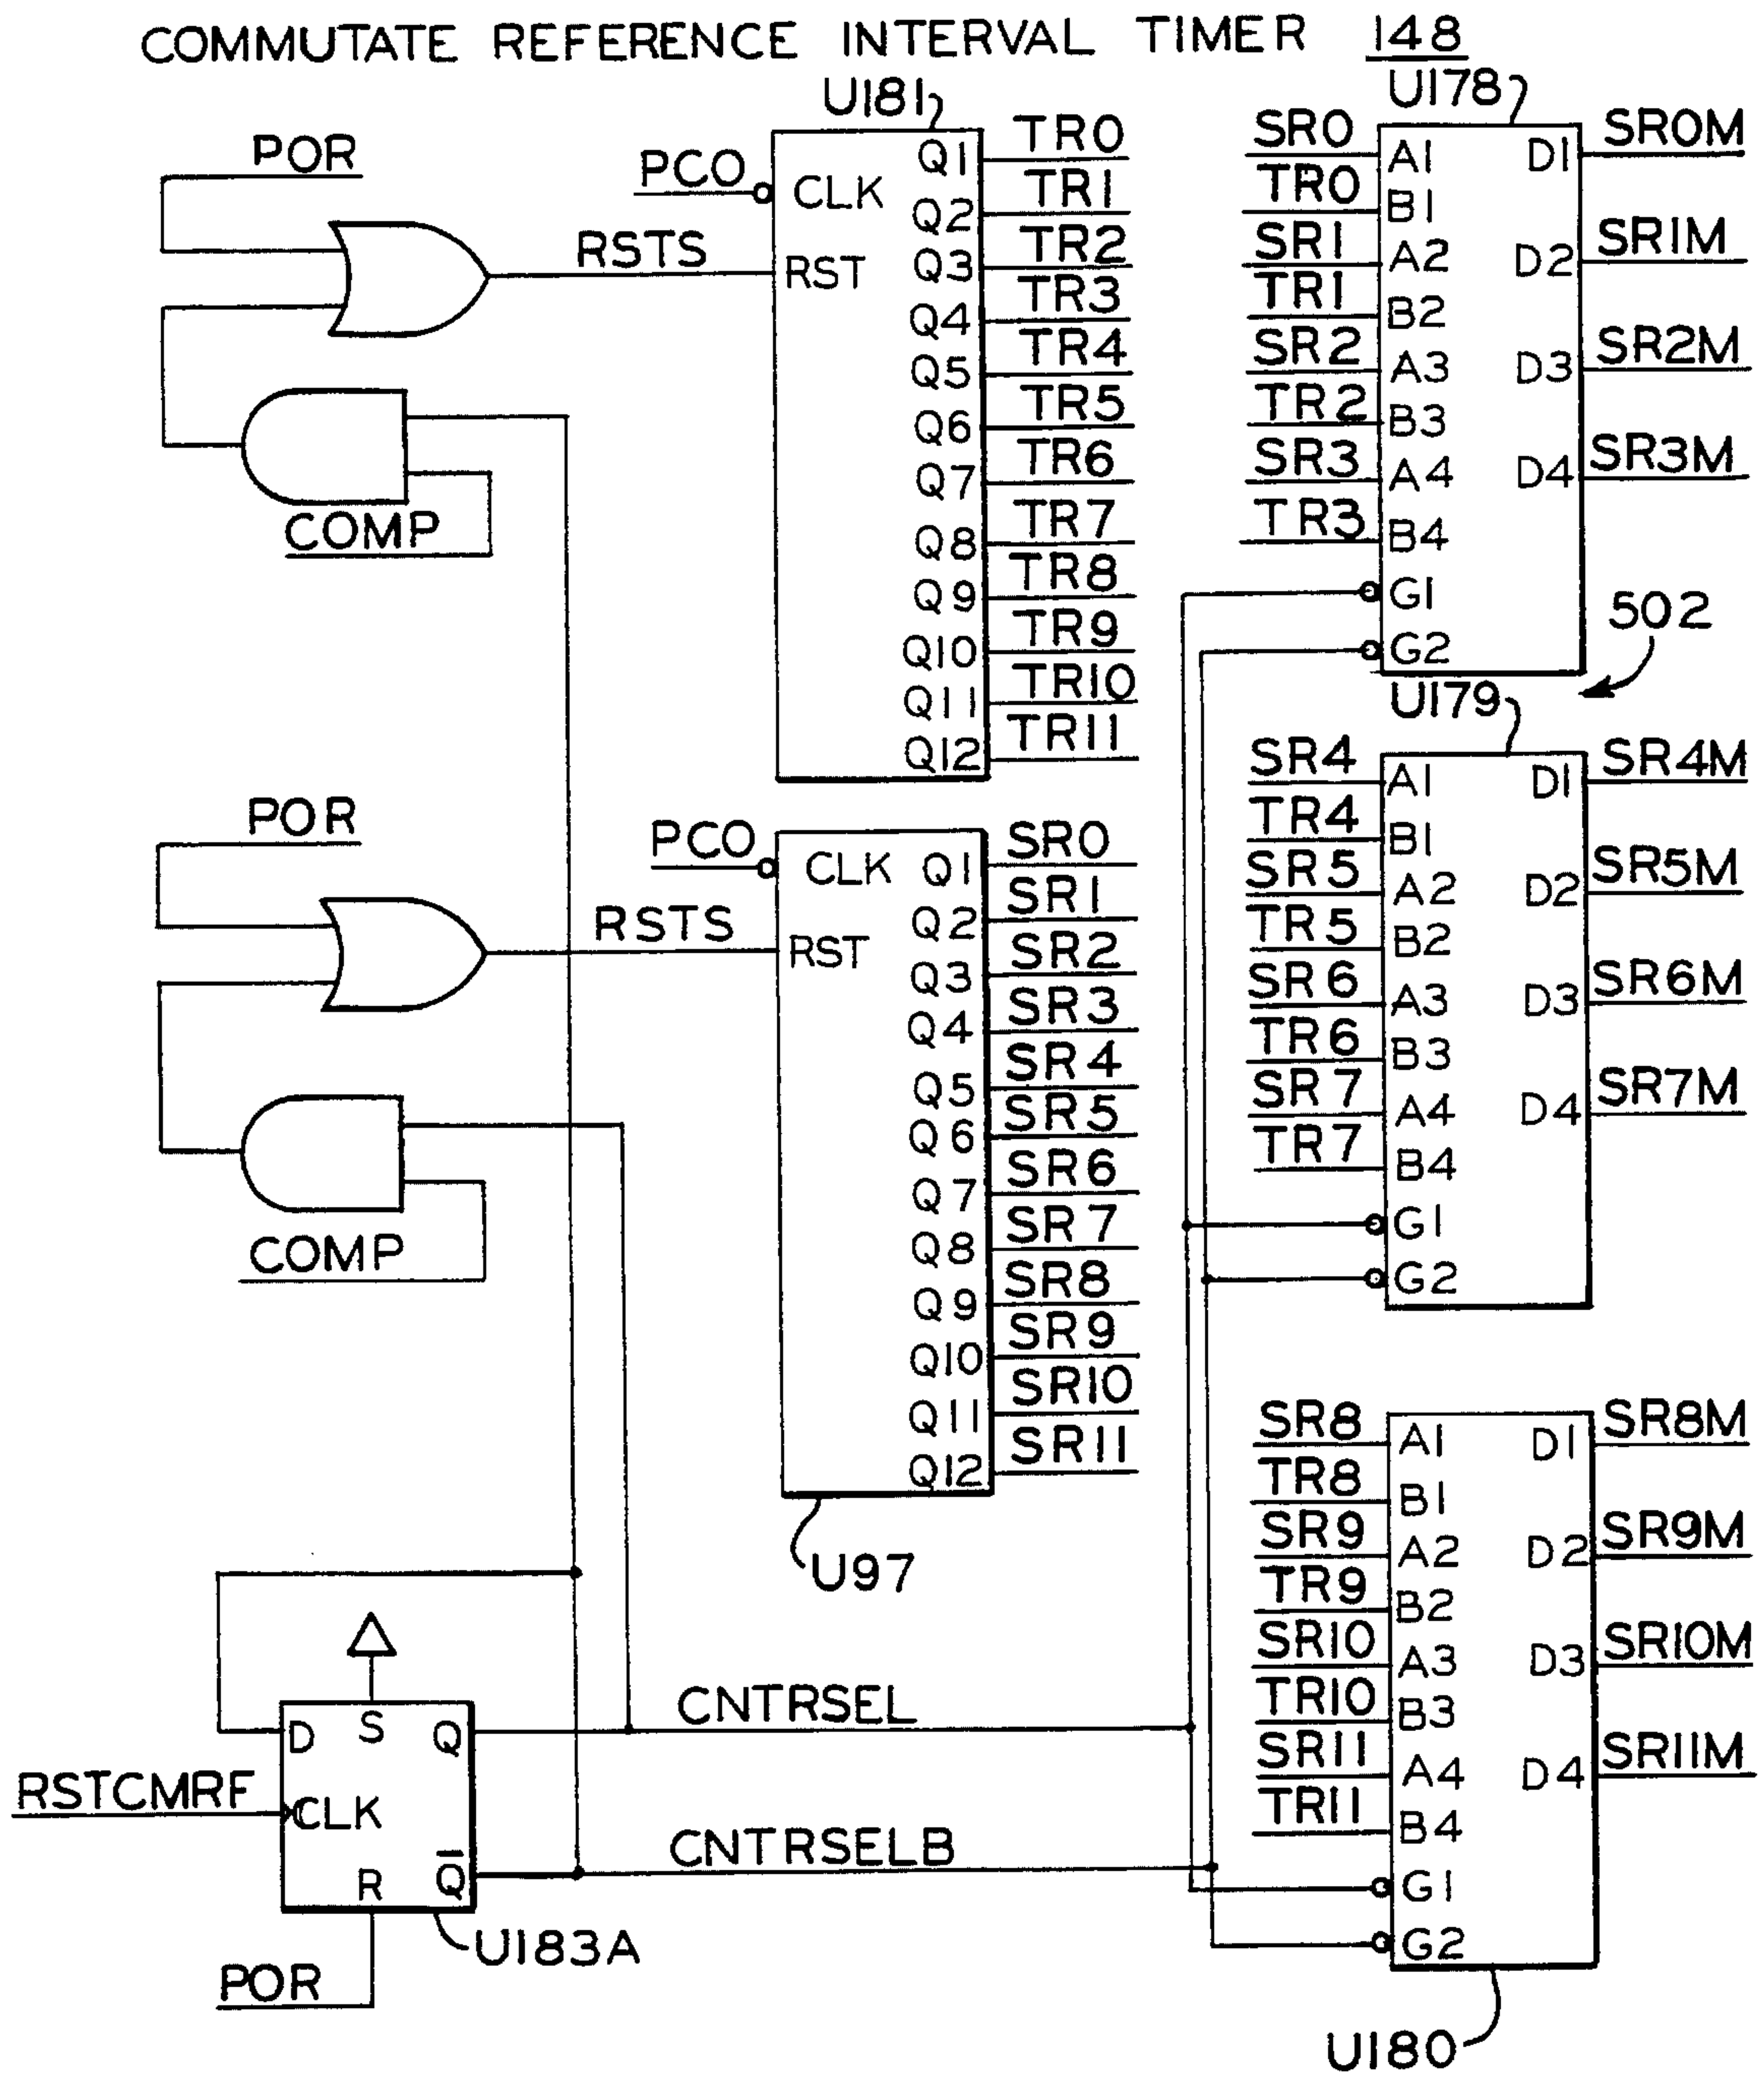 COMMUTATE REFERENCE INTERVAL TIMER 148
POR
RSTS
COMP
U181
PCO
CLK
RST
Q1 TR0
Q2 TR1
Q3 TR2
Q4 TR3
Q5 TR4
Q6 TR5
Q7 TR6
Q8 TR7
Q9 TR8
Q10 TR9
Q11 TR10
Q12 TR11
POR
RSTS
COMP
PCO
CLK
RST
Q1 SR0
Q2 SR1
Q3 SR2
Q4 SR3
Q5 SR4
Q6 SR5
Q7 SR6
Q8 SR7
Q9 SR8
Q10 SR9
Q11 SR10
Q12 SR11
U97
D S Q
RSTCMRF
CLK
R Q̅
U183A
POR
CNTRSEL
CNTRSELB
U178
SR0 A1 D1 SR0M
TR0 B1
SR1 A2 D2 SR1M
TR1 B2
SR2 A3 D3 SR2M
TR2 B3
SR3 A4 D4 SR3M
TR3 B4
G1
G2
502
U179
SR4 A1 D1 SR4M
TR4 B1
SR5 A2 D2 SR5M
TR5 B2
SR6 A3 D3 SR6M
TR6 B3
SR7 A4 D4 SR7M
TR7 B4
G1
G2
SR8 A1 D1 SR8M
TR8 B1
SR9 A2 D2 SR9M
TR9 B2
SR10 A3 D3 SR10M
TR10 B3
SR11 A4 D4 SR11M
TR11 B4
G1
G2
U180